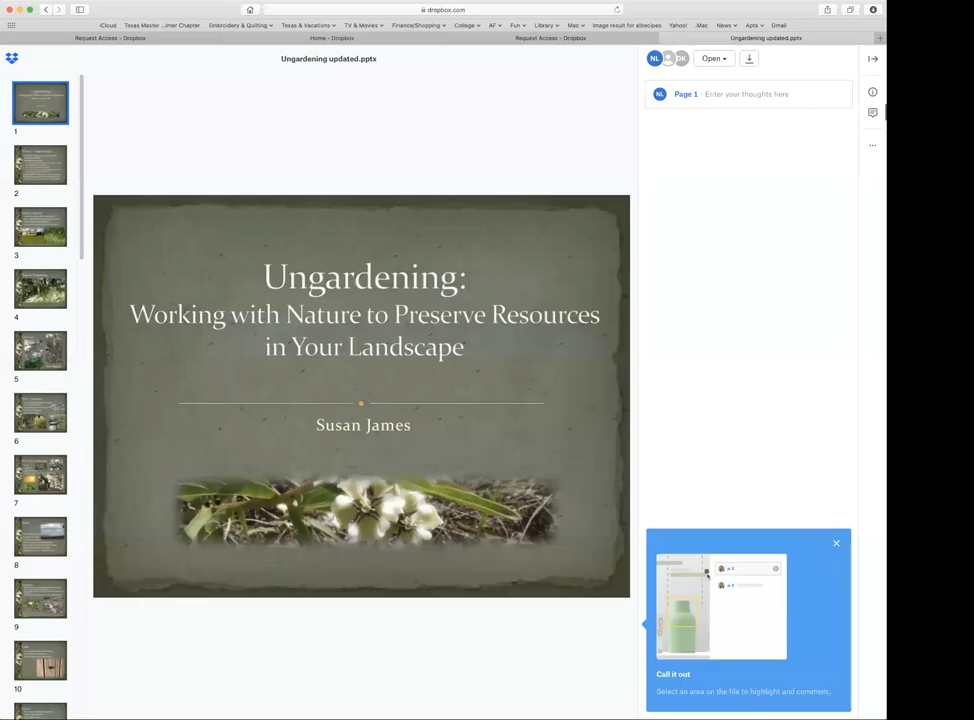 dropbox.com
iCloud
Texas Master ...imer Chapter
Embroidery & Quilting
Texas & Vacations
TV & Movies
Finance/Shopping
College
AF
Fun
Library
Mac
Image result for allrecipes
Yahoo!
.Mac
News
Apts
Gmail
Request Access – Dropbox
Home – Dropbox
Request Access – Dropbox
Ungardening updated.pptx
Ungardening updated.pptx
NL
DK
Open
NL
Page 1 · Enter your thoughts here
1
2
3
4
5
6
7
8
9
10
Ungardening:
Working with Nature to Preserve Resources
in Your Landscape
Susan James
Call it out
Select an area on the file to highlight and comment.